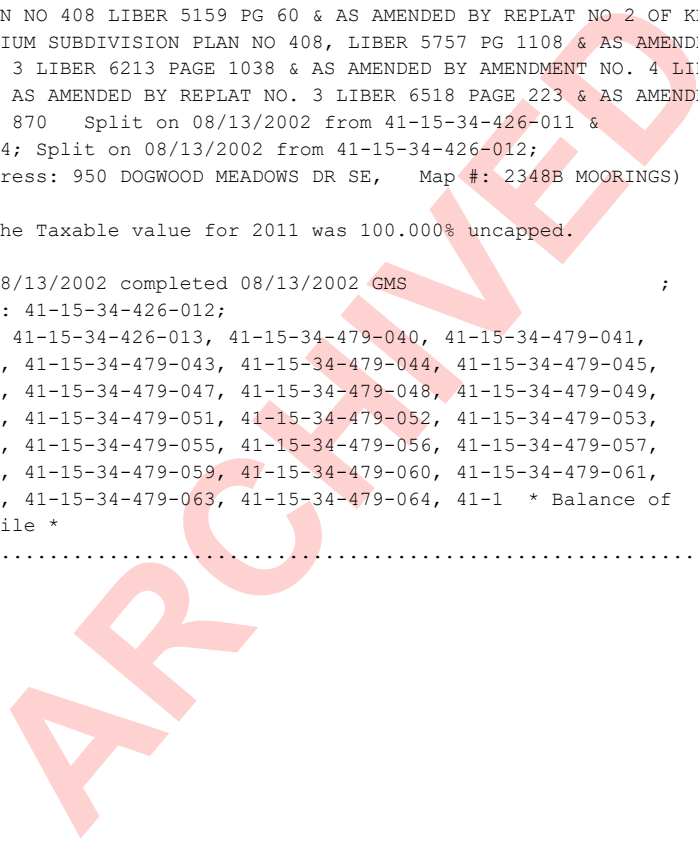 N NO 408 LIBER 5159 PG 60 & AS AMENDED BY REPLAT NO 2 OF
IUM SUBDIVISION PLAN NO 408, LIBER 5757 PG 1108 & AS AMEND
3 LIBER 6213 PAGE 1038 & AS AMENDED BY AMENDMENT NO. 4
AS AMENDED BY REPLAT NO. 3 LIBER 6518 PAGE 223 & AS AMEND
870 Split on 08/13/2002 from 41-15-34-426-011 &
4; Split on 08/13/2002 from 41-15-34-426-012;
ress: 950 DOGWOOD MEADOWS DR SE, Map #: 2348B MOORINGS)
he Taxable value for 2011 was 100.000% uncapped.
8/13/2002 completed 08/13/2002 GMS ;
: 41-15-34-426-012;
41-15-34-426-013, 41-15-34-479-040, 41-15-34-479-041,
, 41-15-34-479-043, 41-15-34-479-044, 41-15-34-479-045,
, 41-15-34-479-047, 41-15-34-479-048, 41-15-34-479-049,
, 41-15-34-479-051, 41-15-34-479-052, 41-15-34-479-053,
, 41-15-34-479-055, 41-15-34-479-056, 41-15-34-479-057,
, 41-15-34-479-059, 41-15-34-479-060, 41-15-34-479-061,
, 41-15-34-479-063, 41-15-34-479-064, 41-1 * Balance of
ile *
.........................................................
ARCHIVED